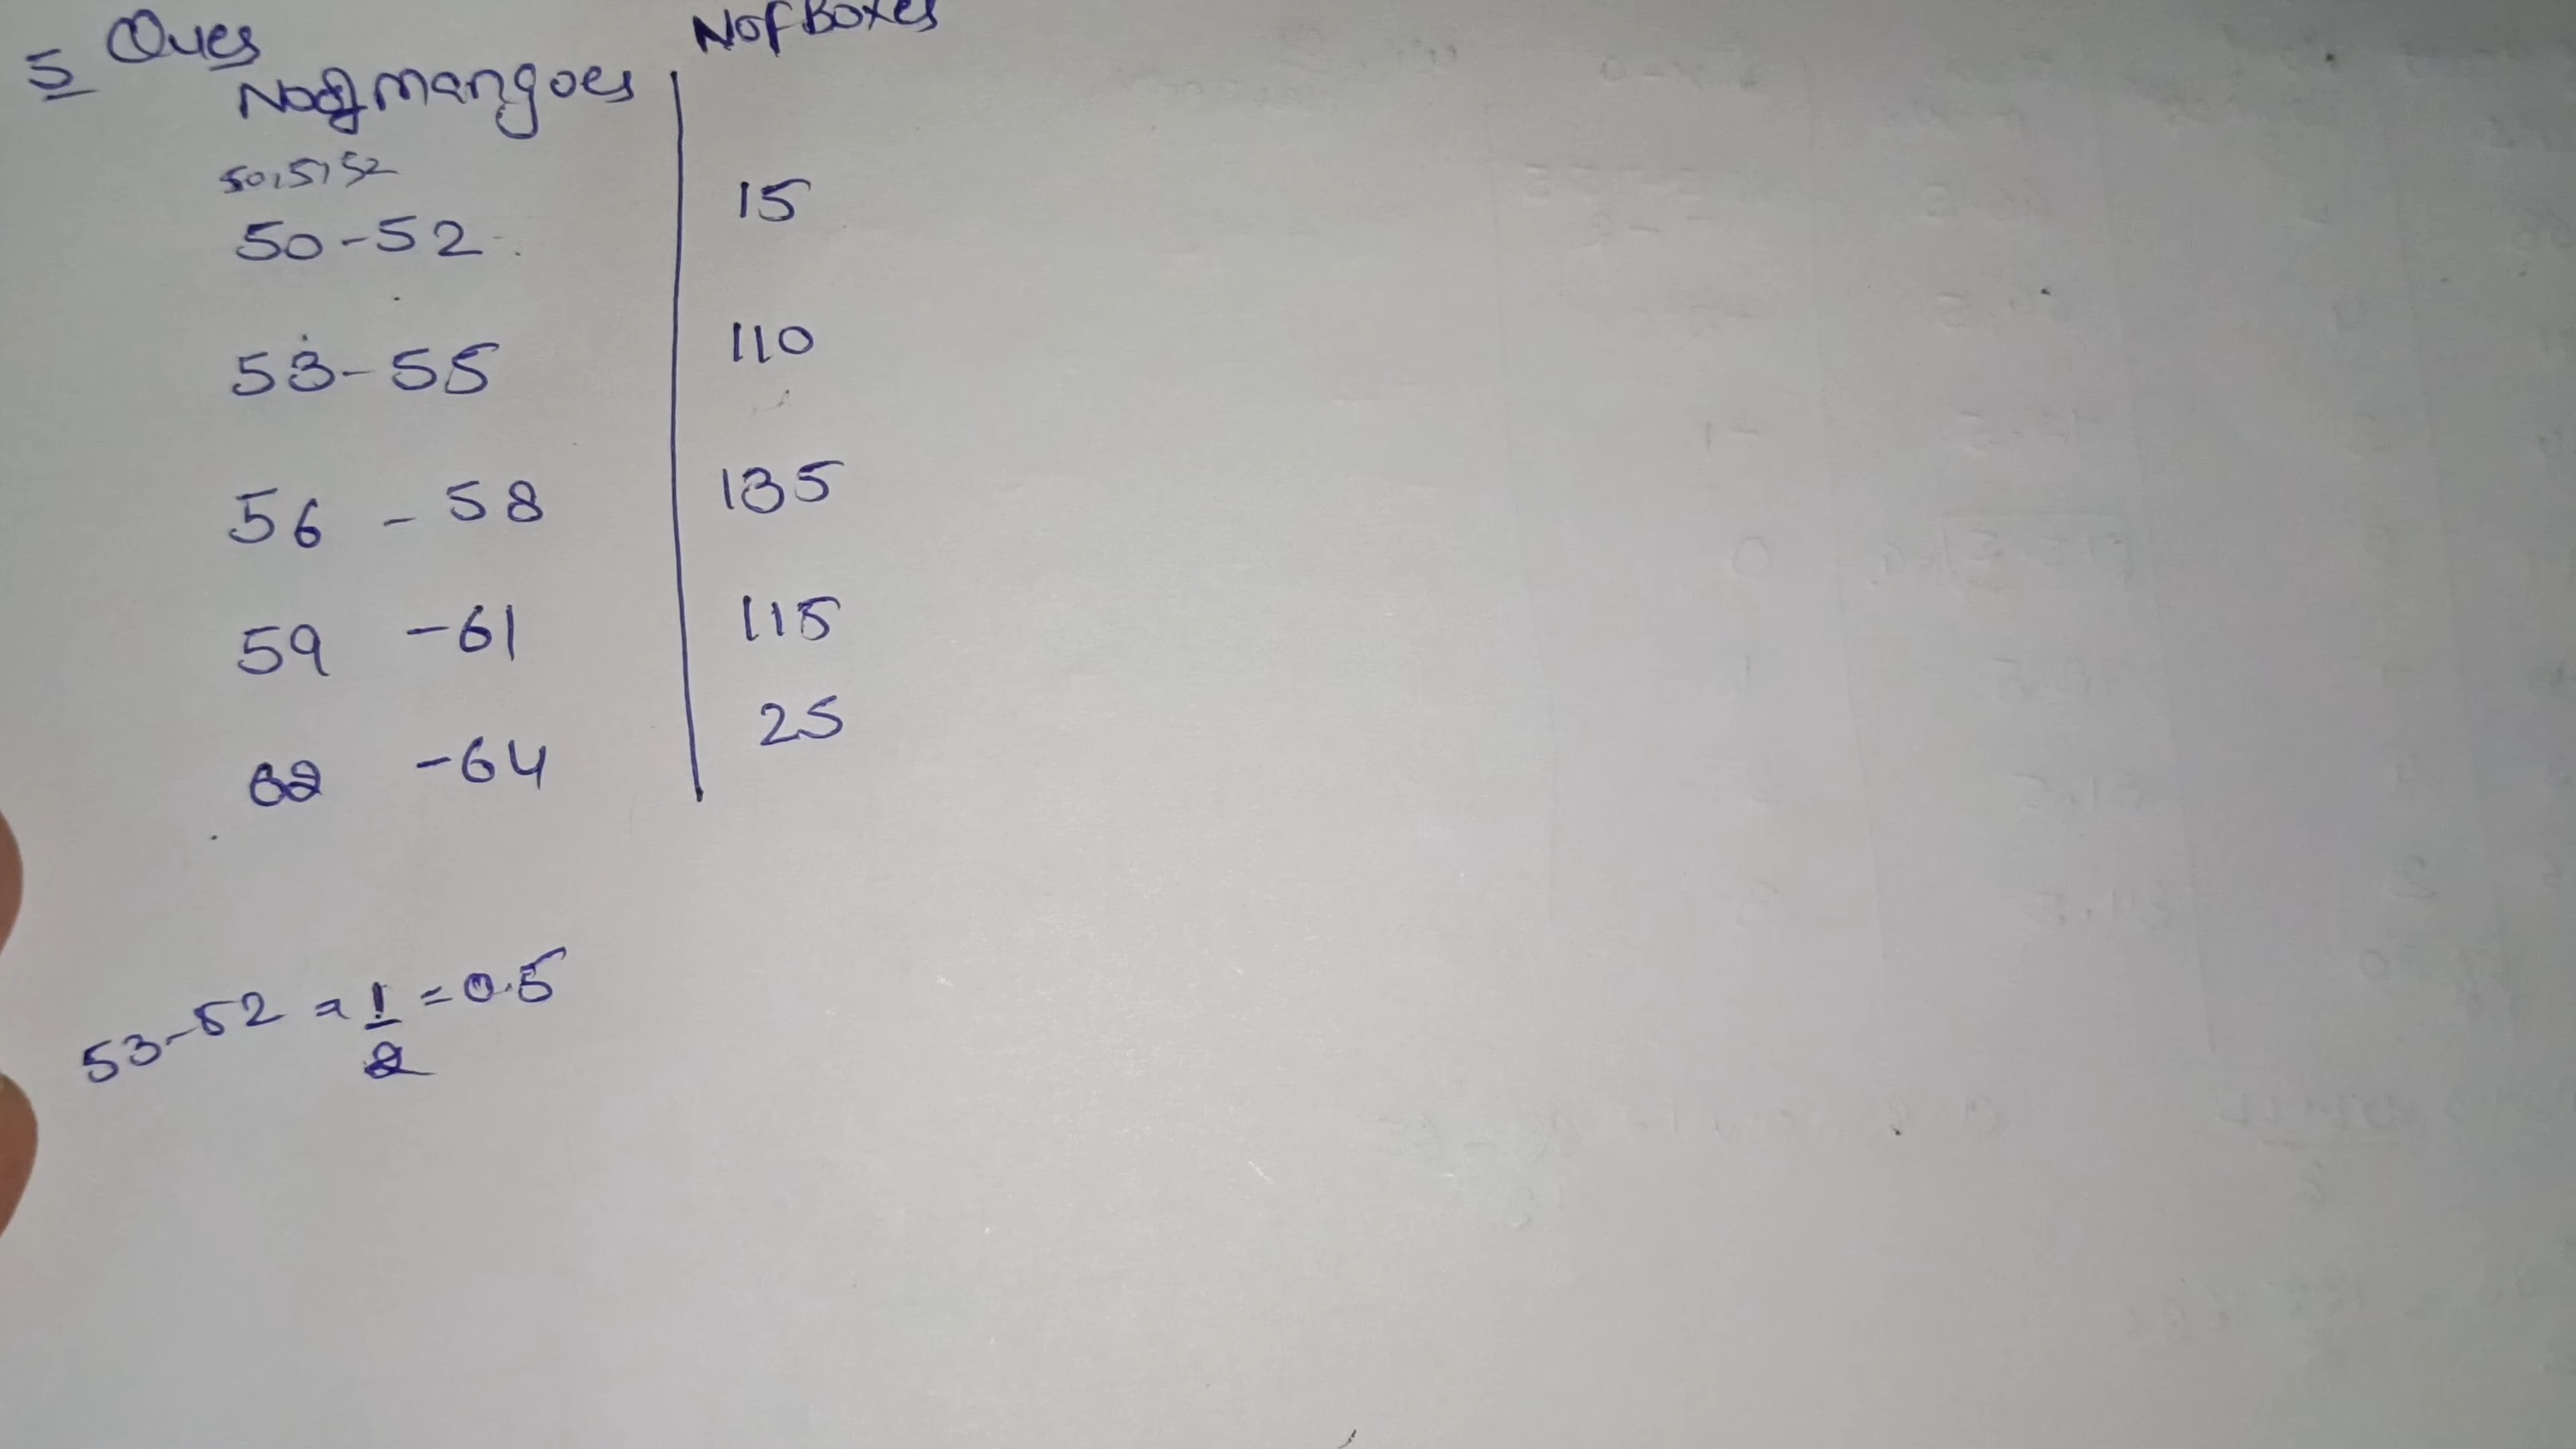 5 Ques
No of mangoes
No of Boxes
50,51,52
50-52 15
53-55 110
56-58 135
59-61 115
62-64 25
53-52 = 1/2 = 0.5